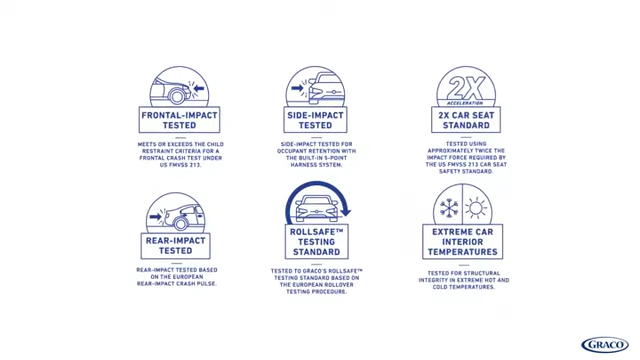 FRONTAL-IMPACT
TESTED
MEETS OR EXCEEDS THE CHILD
RESTRAINT CRITERIA FOR A
FRONTAL CRASH TEST UNDER
US FMVSS 213.
SIDE-IMPACT
TESTED
SIDE-IMPACT TESTED FOR
OCCUPANT RETENTION WITH
THE BUILT-IN 5-POINT
HARNESS SYSTEM.
2X
ACCELERATION
2X CAR SEAT
STANDARD
TESTED USING
APPROXIMATELY TWICE THE
IMPACT FORCE REQUIRED BY
THE US FMVSS 213 CAR SEAT
SAFETY STANDARD.
REAR-IMPACT
TESTED
REAR-IMPACT TESTED BASED
ON THE EUROPEAN
REAR-IMPACT CRASH PULSE.
ROLLSAFE™
TESTING
STANDARD
TESTED TO GRACO'S ROLLSAFE™
TESTING STANDARD BASED ON
THE EUROPEAN ROLLOVER
TESTING PROCEDURE.
EXTREME CAR
INTERIOR
TEMPERATURES
TESTED FOR STRUCTURAL
INTEGRITY IN EXTREME HOT AND
COLD TEMPERATURES.
GRACO